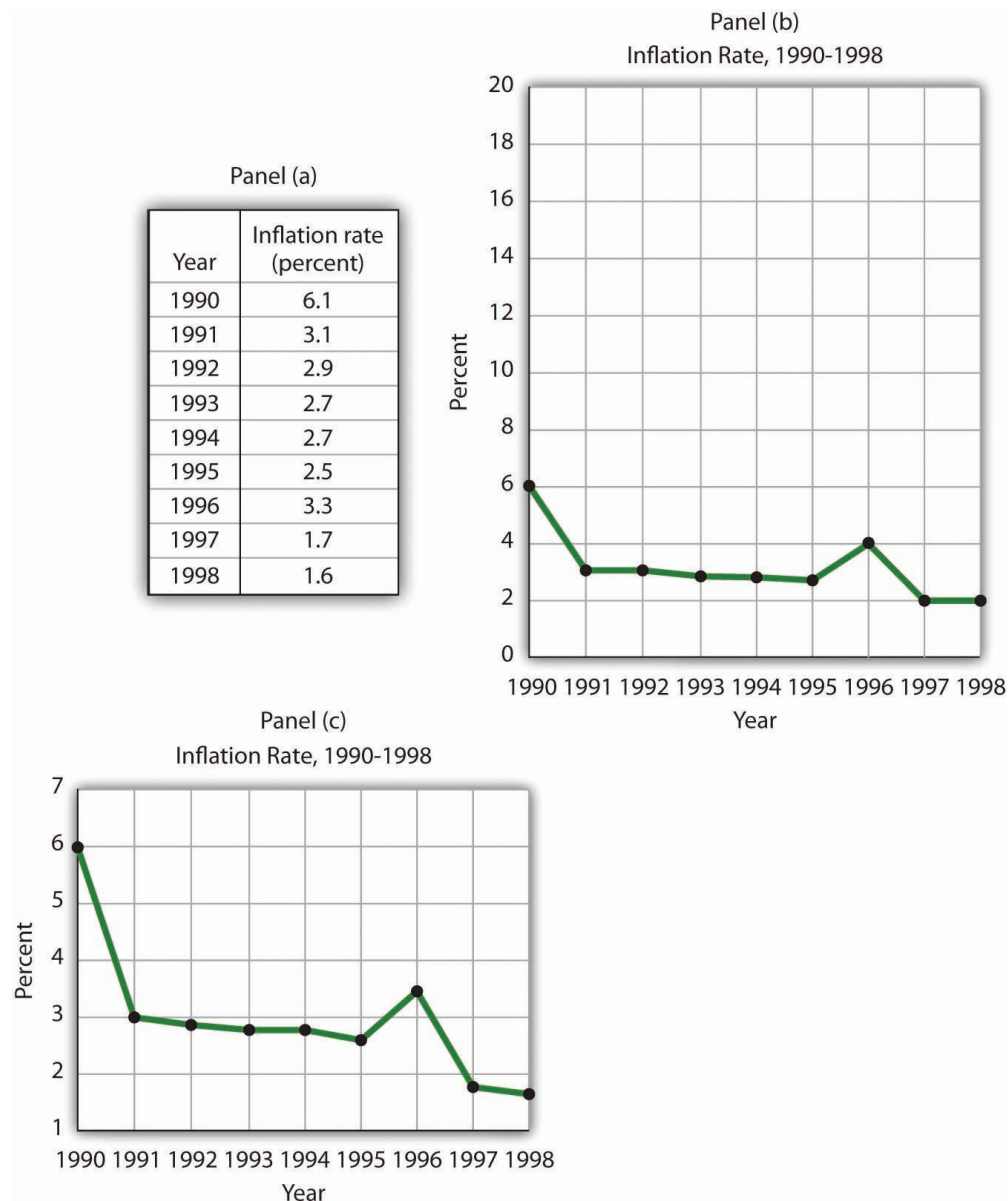 Panel (a)
Year Inflation rate
(percent)
1990 6.1
1991 3.1
1992 2.9
1993 2.7
1994 2.7
1995 2.5
1996 3.3
1997 1.7
1998 1.6
Panel (b)
Inflation Rate, 1990-1998
Percent
20
18
16
14
12
10
8
6
4
2
0
1990 1991 1992 1993 1994 1995 1996 1997 1998
Year
Panel (c)
Inflation Rate, 1990-1998
Percent
7
6
5
4
3
2
1
1990 1991 1992 1993 1994 1995 1996 1997 1998
Year